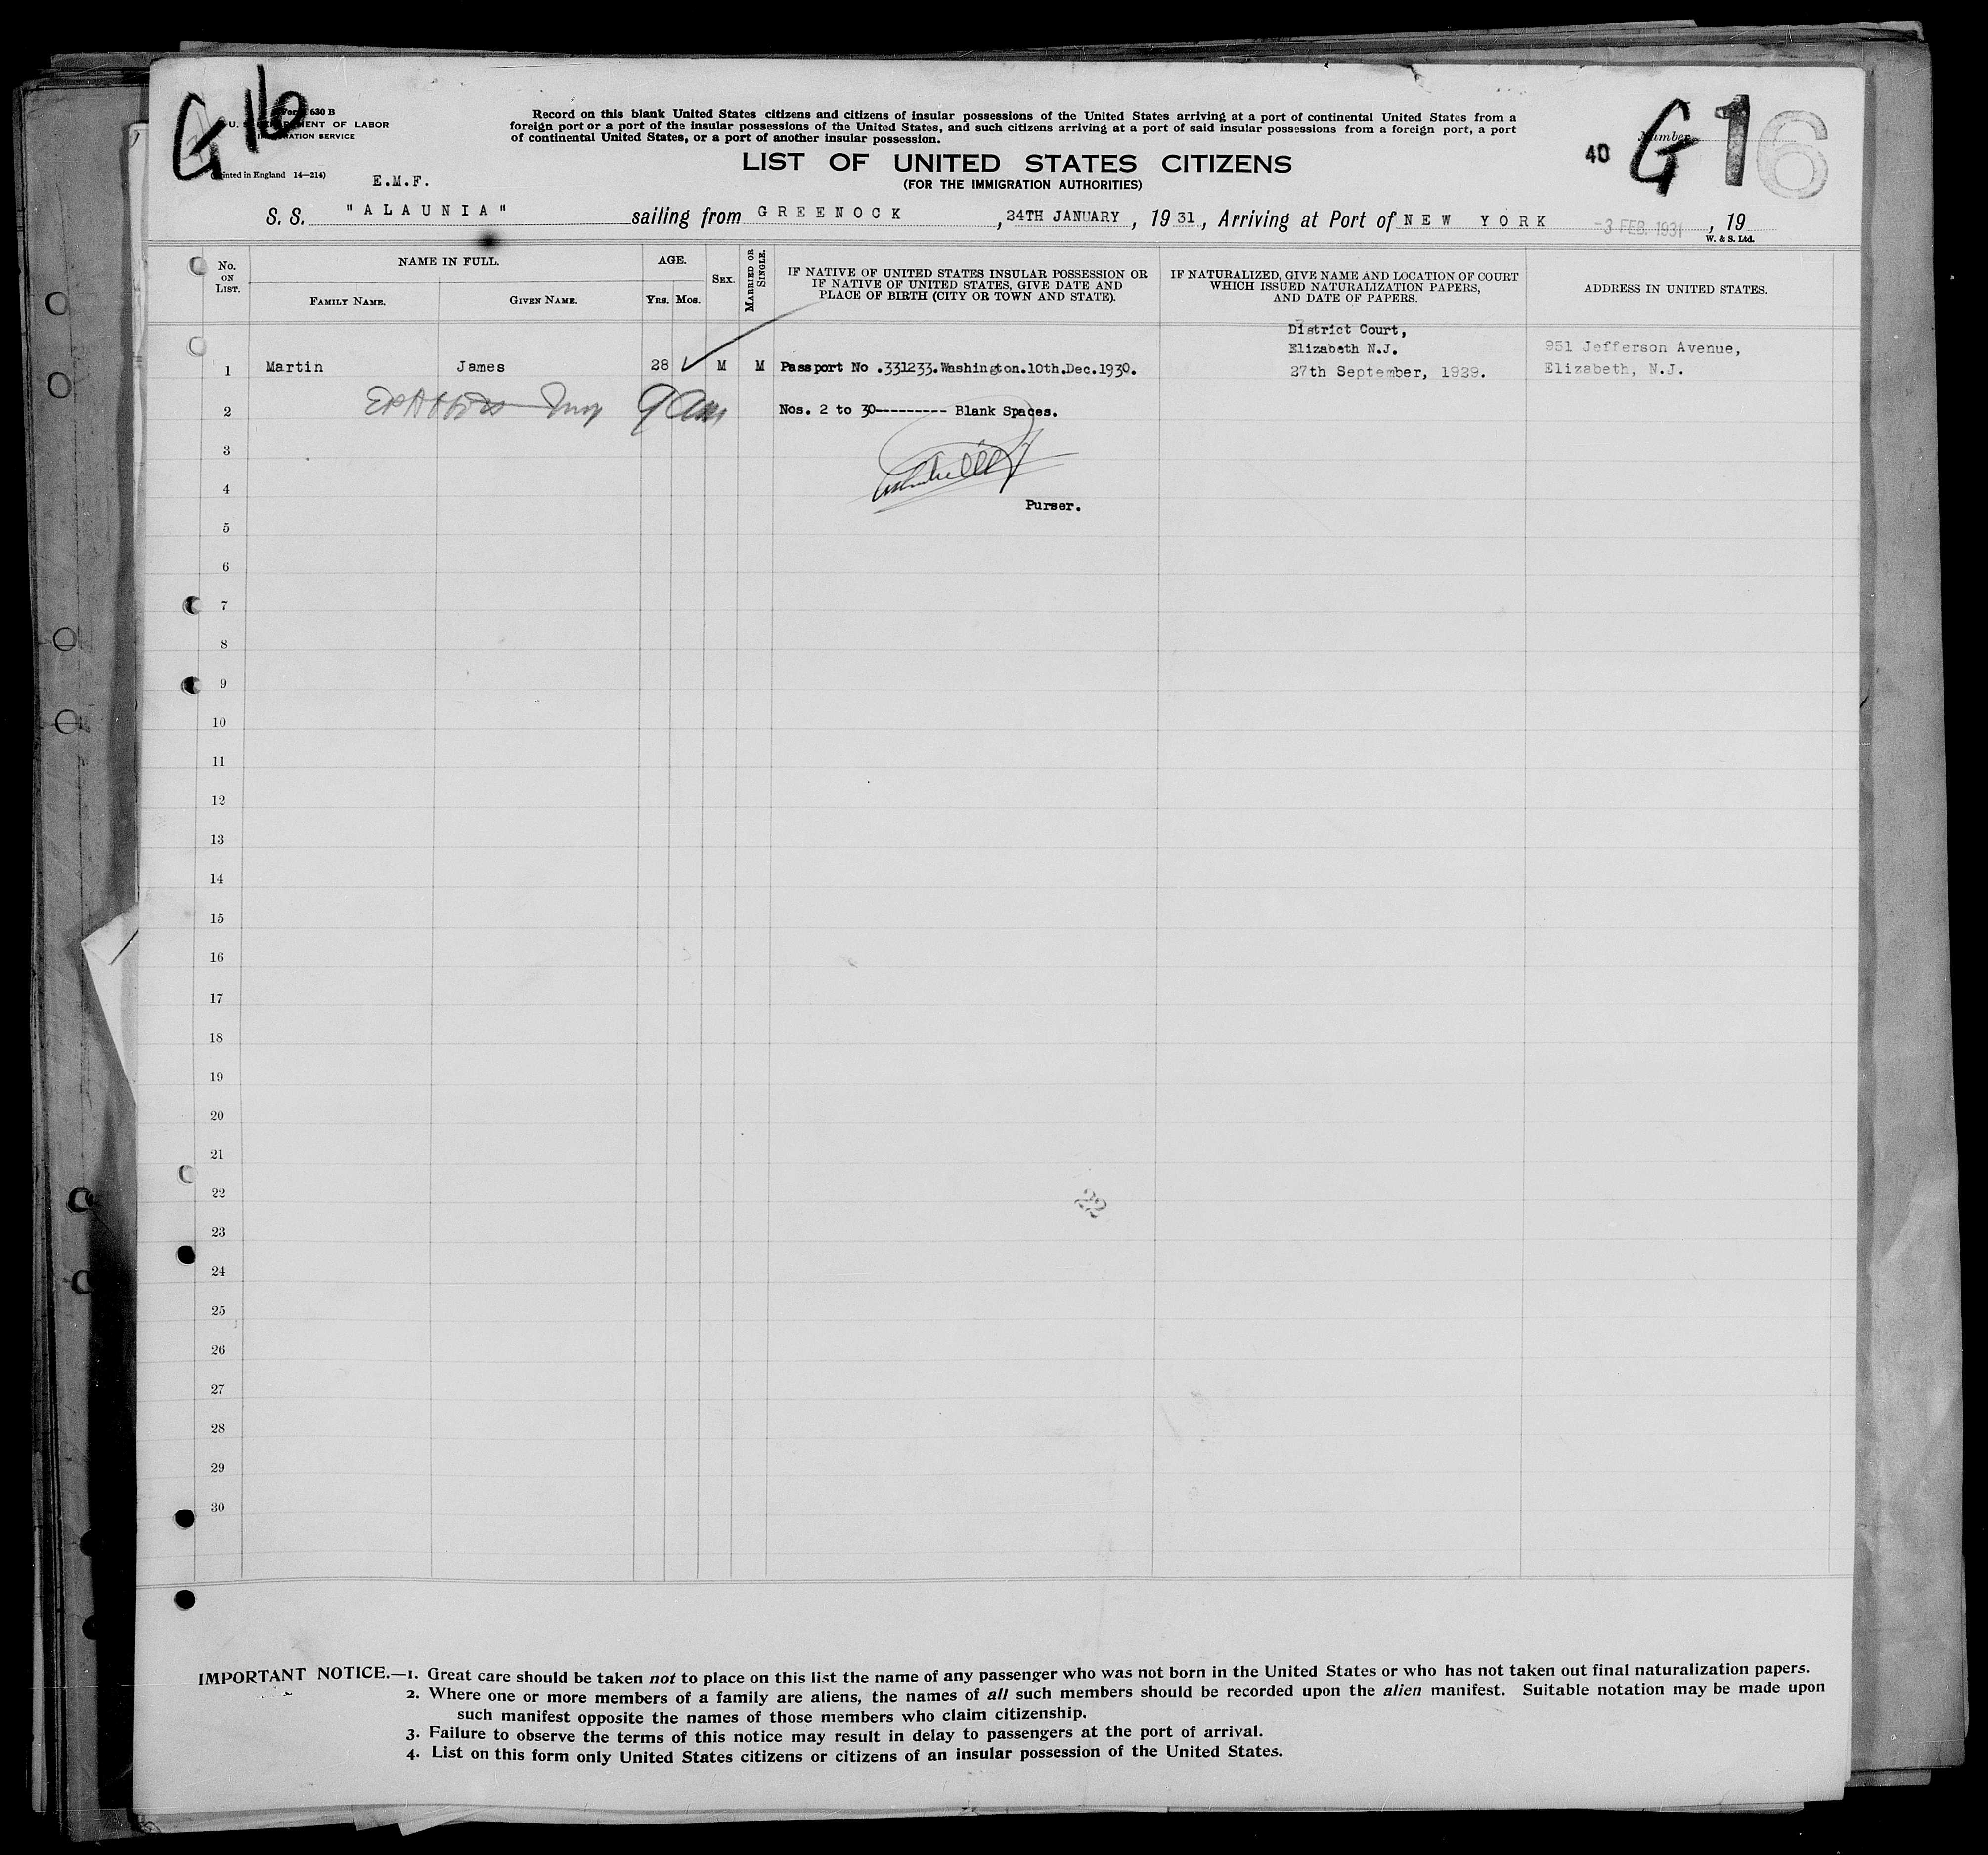 G 16
Form 630 B
U. S. DEPARTMENT OF LABOR
IMMIGRATION SERVICE
(Printed in England 14—214)
E.M.F.
Record on this blank United States citizens and citizens of insular possessions of the United States arriving at a port of continental United States from a
foreign port or a port of the insular possessions of the United States, and such citizens arriving at a port of said insular possessions from a foreign port, a port
of continental United States, or a port of another insular possession.
LIST OF UNITED STATES CITIZENS
(FOR THE IMMIGRATION AUTHORITIES)
Number
40 G 16
S. S. "ALAUNIA" sailing from GREENOCK, 24TH JANUARY, 1931, Arriving at Port of NEW YORK -3 FEB. 1931, 19
W. & S. Ltd.
No. ON LIST.
NAME IN FULL.
FAMILY NAME.
GIVEN NAME.
AGE.
YRS. MOS.
SEX.
MARRIED OR SINGLE.
IF NATIVE OF UNITED STATES INSULAR POSSESSION OR
IF NATIVE OF UNITED STATES, GIVE DATE AND
PLACE OF BIRTH (CITY OR TOWN AND STATE).
IF NATURALIZED, GIVE NAME AND LOCATION OF COURT
WHICH ISSUED NATURALIZATION PAPERS,
AND DATE OF PAPERS.
ADDRESS IN UNITED STATES.
1 Martin James 28 M M Passport No .331233.Washington.10th.Dec.1930.
District Court,
Elizabeth N.J.
27th September, 1929.
951 Jefferson Avenue,
Elizabeth, N.J.
2 Nos. 2 to 30--------- Blank Spaces.
3
4
Purser.
5
6
7
8
9
10
11
12
13
14
15
16
17
18
19
20
21
22
22
23
24
25
26
27
28
29
30
IMPORTANT NOTICE.—1. Great care should be taken not to place on this list the name of any passenger who was not born in the United States or who has not taken out final naturalization papers.
2. Where one or more members of a family are aliens, the names of all such members should be recorded upon the alien manifest. Suitable notation may be made upon
such manifest opposite the names of those members who claim citizenship.
3. Failure to observe the terms of this notice may result in delay to passengers at the port of arrival.
4. List on this form only United States citizens or citizens of an insular possession of the United States.